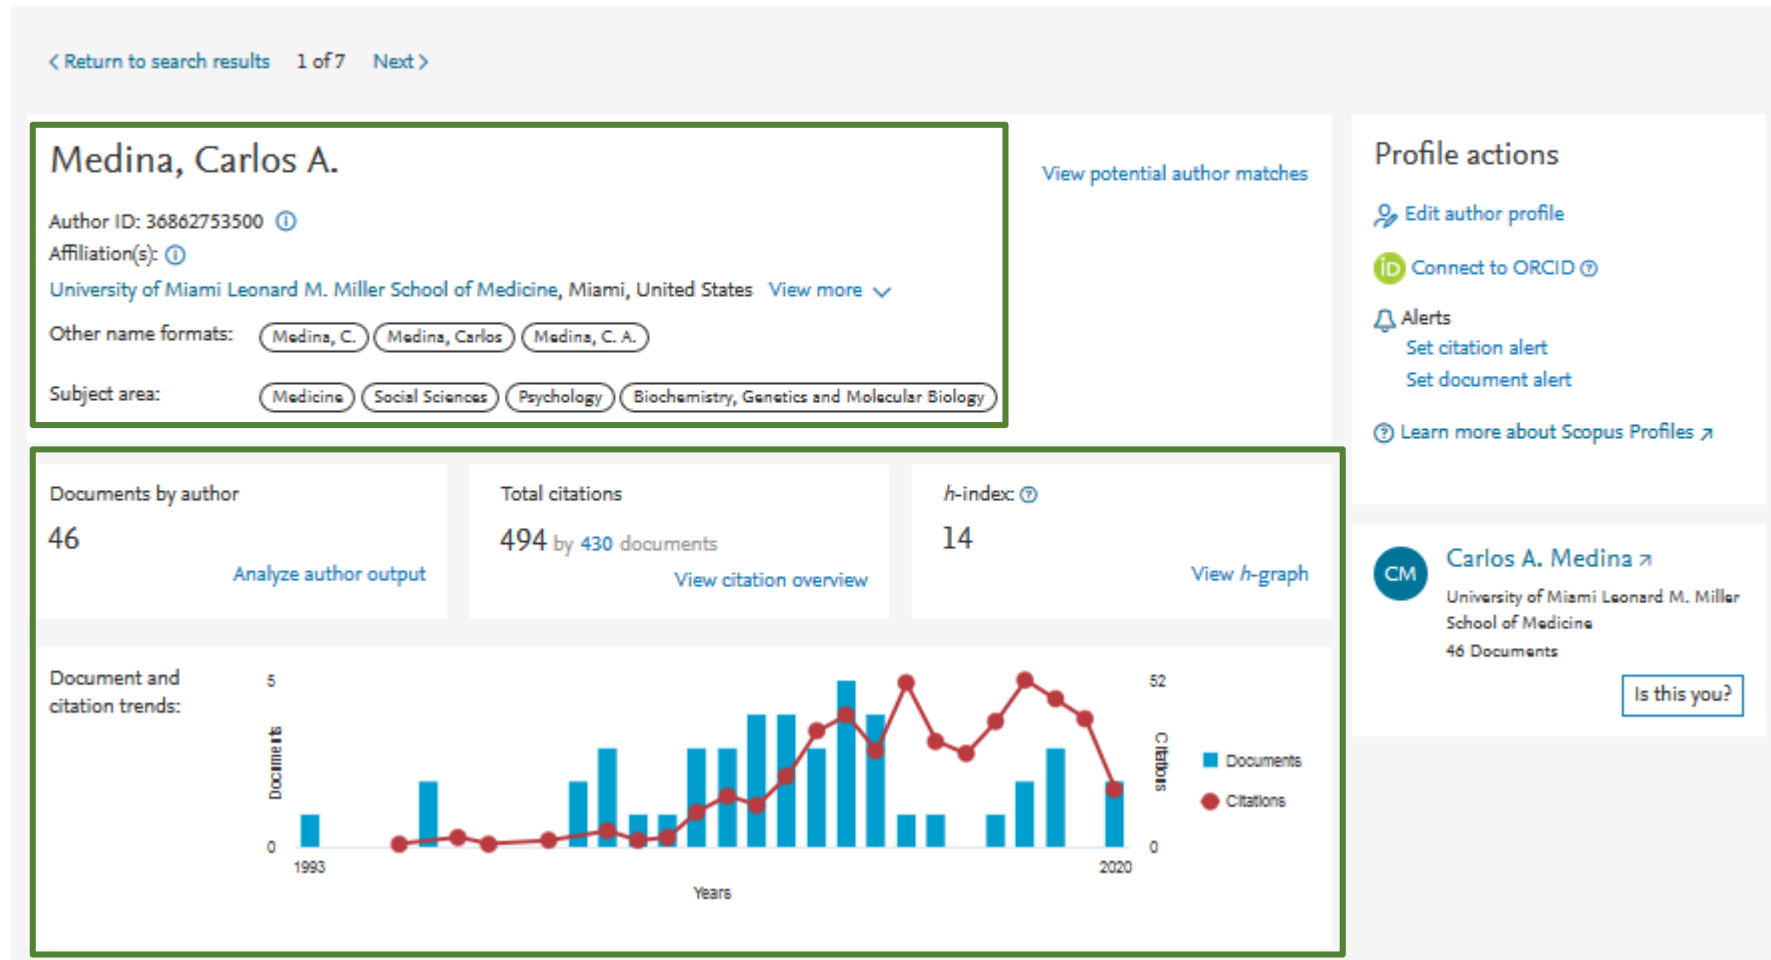 Return to search results 1 of 7 Next
Medina, Carlos A.
View potential author matches
Author ID: 36862753500
Affiliation(s):
University of Miami Leonard M. Miller School of Medicine, Miami, United States View more
Other name formats: Medina, C. Medina, Carlos Medina, C. A.
Subject area: Medicine Social Sciences Psychology Biochemistry, Genetics and Molecular Biology
Profile actions
Edit author profile
iD Connect to ORCID
Alerts
Set citation alert
Set document alert
Learn more about Scopus Profiles
Documents by author
46
Analyze author output
Total citations
494 by 430 documents
View citation overview
h-index:
14
View h-graph
CM
Carlos A. Medina
University of Miami Leonard M. Miller
School of Medicine
46 Documents
Is this you?
Document and
citation trends:
5
Documents
0
1993
Years
2020
52
Citations
0
Documents
Citations